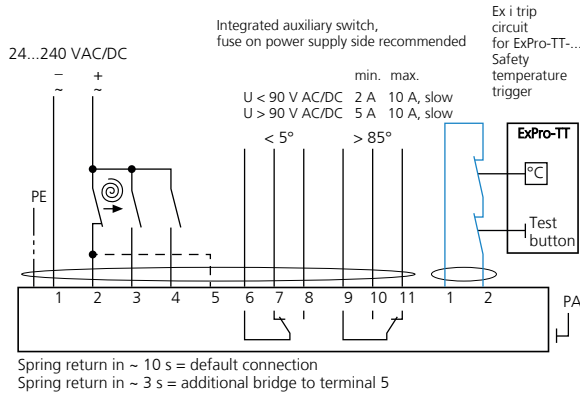 Integrated auxiliary switch,
fuse on power supply side recommended
Ex i trip
circuit
for ExPro-TT-...
Safety
temperature
trigger
24...240 VAC/DC
– +
~ ~
min. max.
U < 90 V AC/DC 2 A 10 A, slow
U > 90 V AC/DC 5 A 10 A, slow
< 5° > 85°
ExPro-TT
°C
Test
button
PE
1 2 3 4 5 6 7 8 9 10 11 1 2
PA
Spring return in ~ 10 s = default connection
Spring return in ~ 3 s = additional bridge to terminal 5